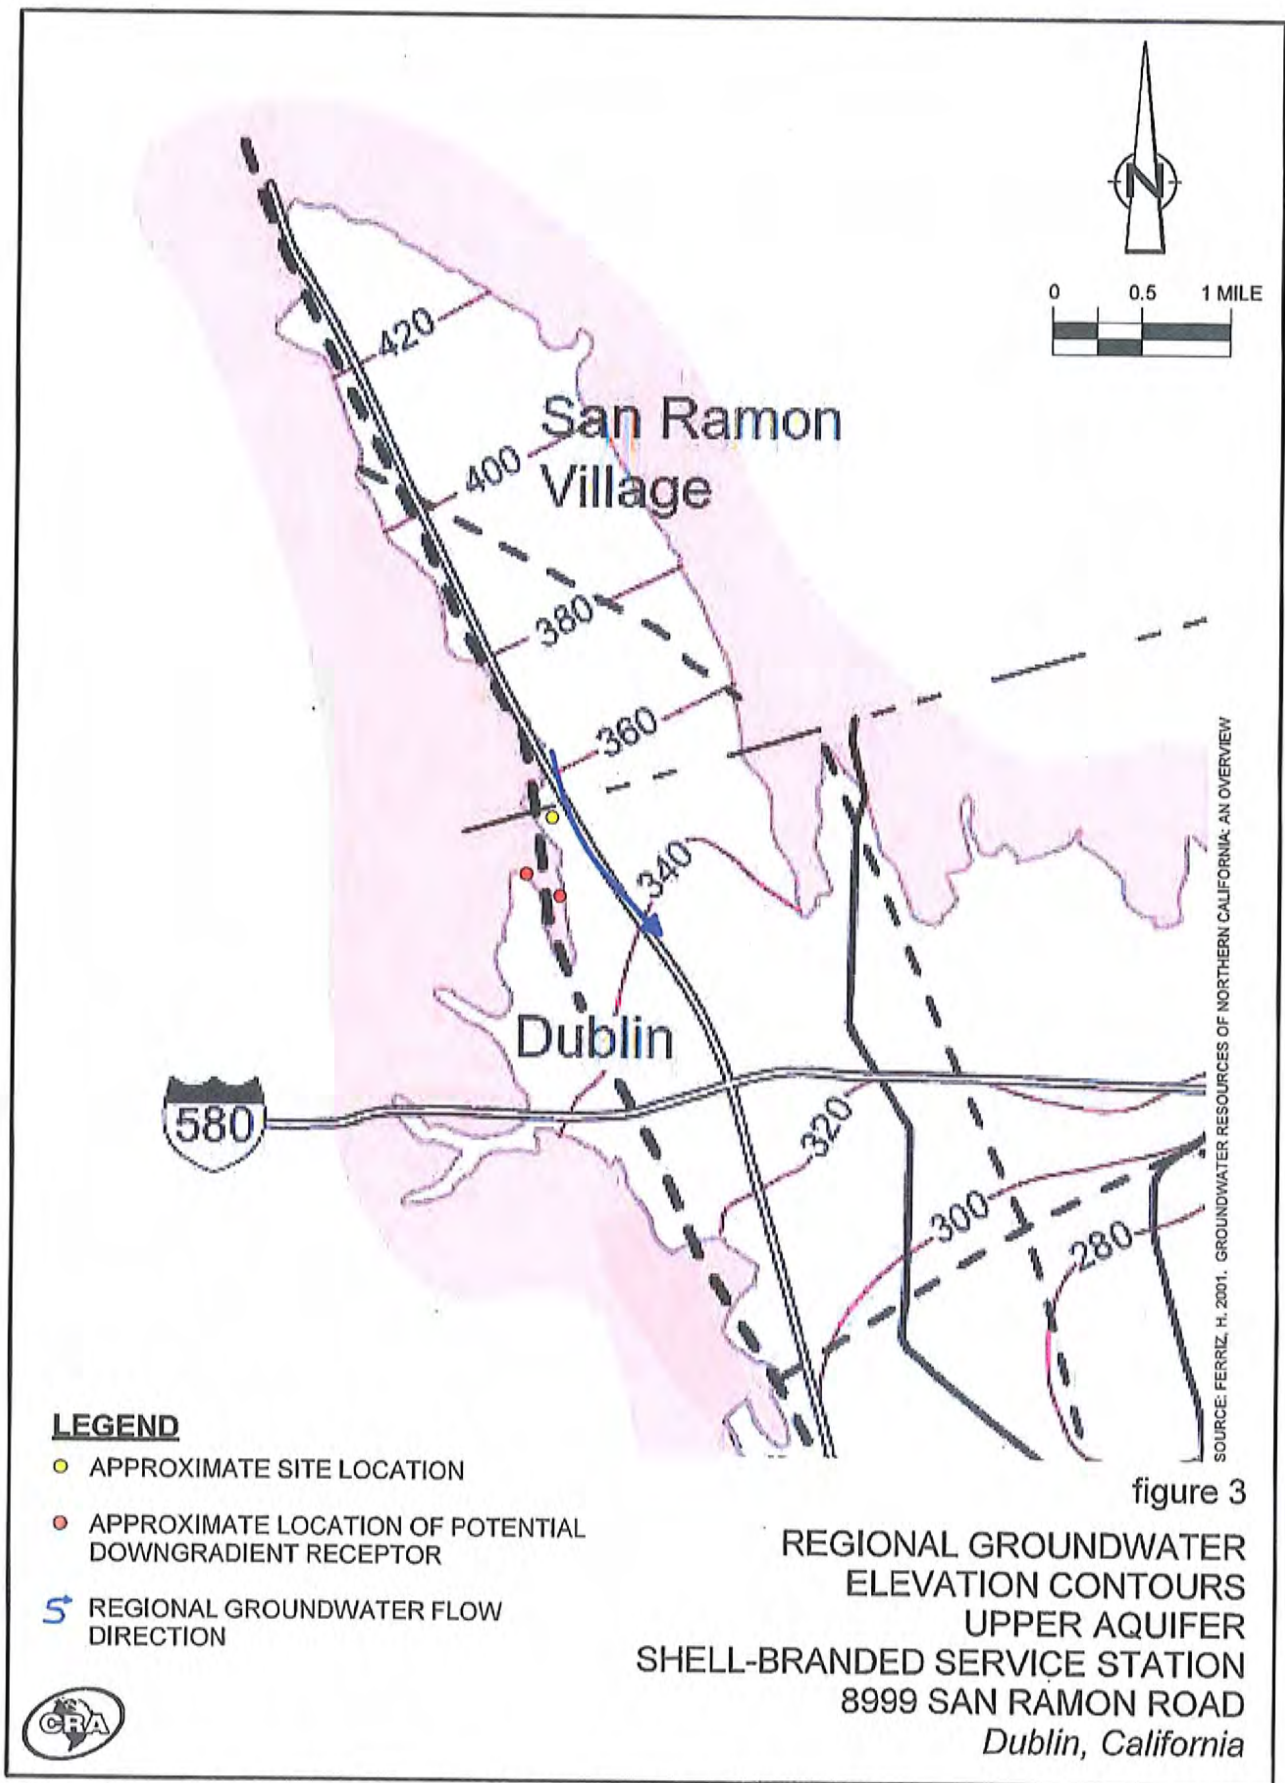 N
0 0.5 1 MILE
420
San Ramon
Village
400
380
360
340
Dublin
580
320
300
280
SOURCE: FERRIZ, H. 2001. GROUNDWATER RESOURCES OF NORTHERN CALIFORNIA: AN OVERVIEW
LEGEND
APPROXIMATE SITE LOCATION
APPROXIMATE LOCATION OF POTENTIAL
DOWNGRADIENT RECEPTOR
REGIONAL GROUNDWATER FLOW
DIRECTION
CRA
figure 3
REGIONAL GROUNDWATER
ELEVATION CONTOURS
UPPER AQUIFER
SHELL-BRANDED SERVICE STATION
8999 SAN RAMON ROAD
Dublin, California